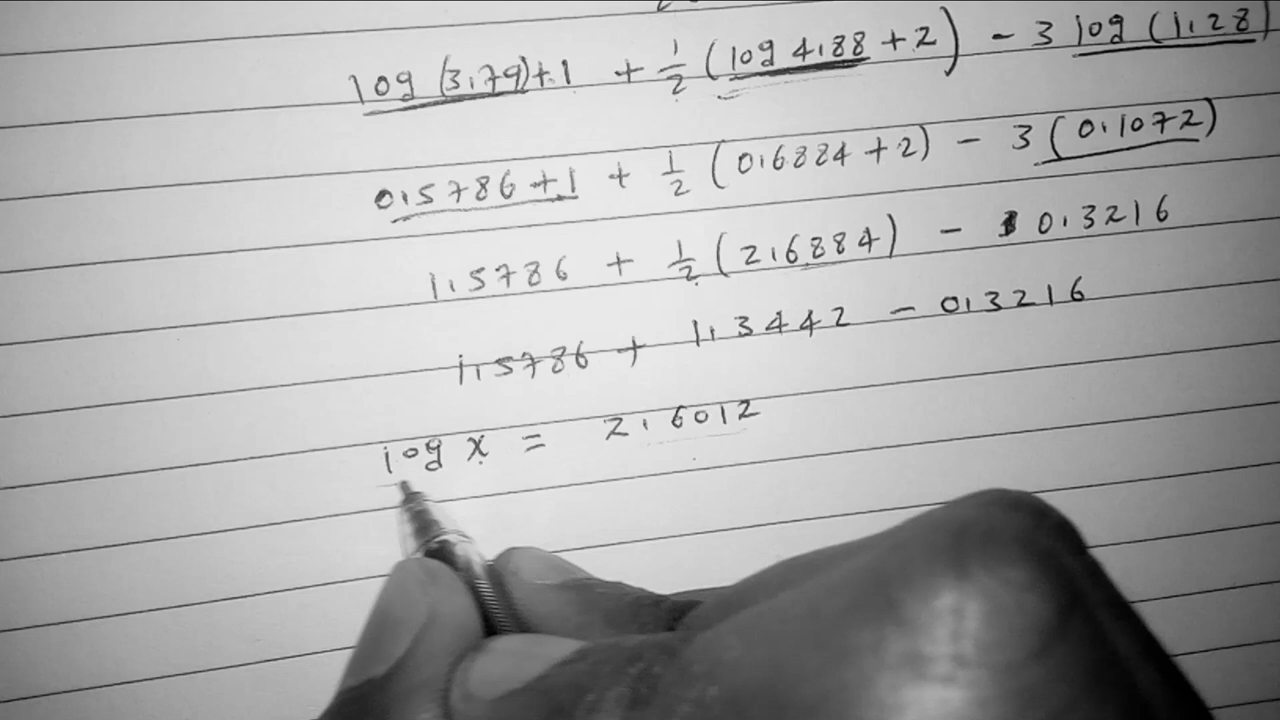 log (3.79)+1 + 1/2 (log 4.88 + 2) - 3 log (1.28)
0.5786 + 1 + 1/2 (0.6884 + 2) - 3 (0.1072)
1.5786 + 1/2 (2.6884) - 0.3216
1.5786 + 1.3442 - 0.3216
log x = 2.6012